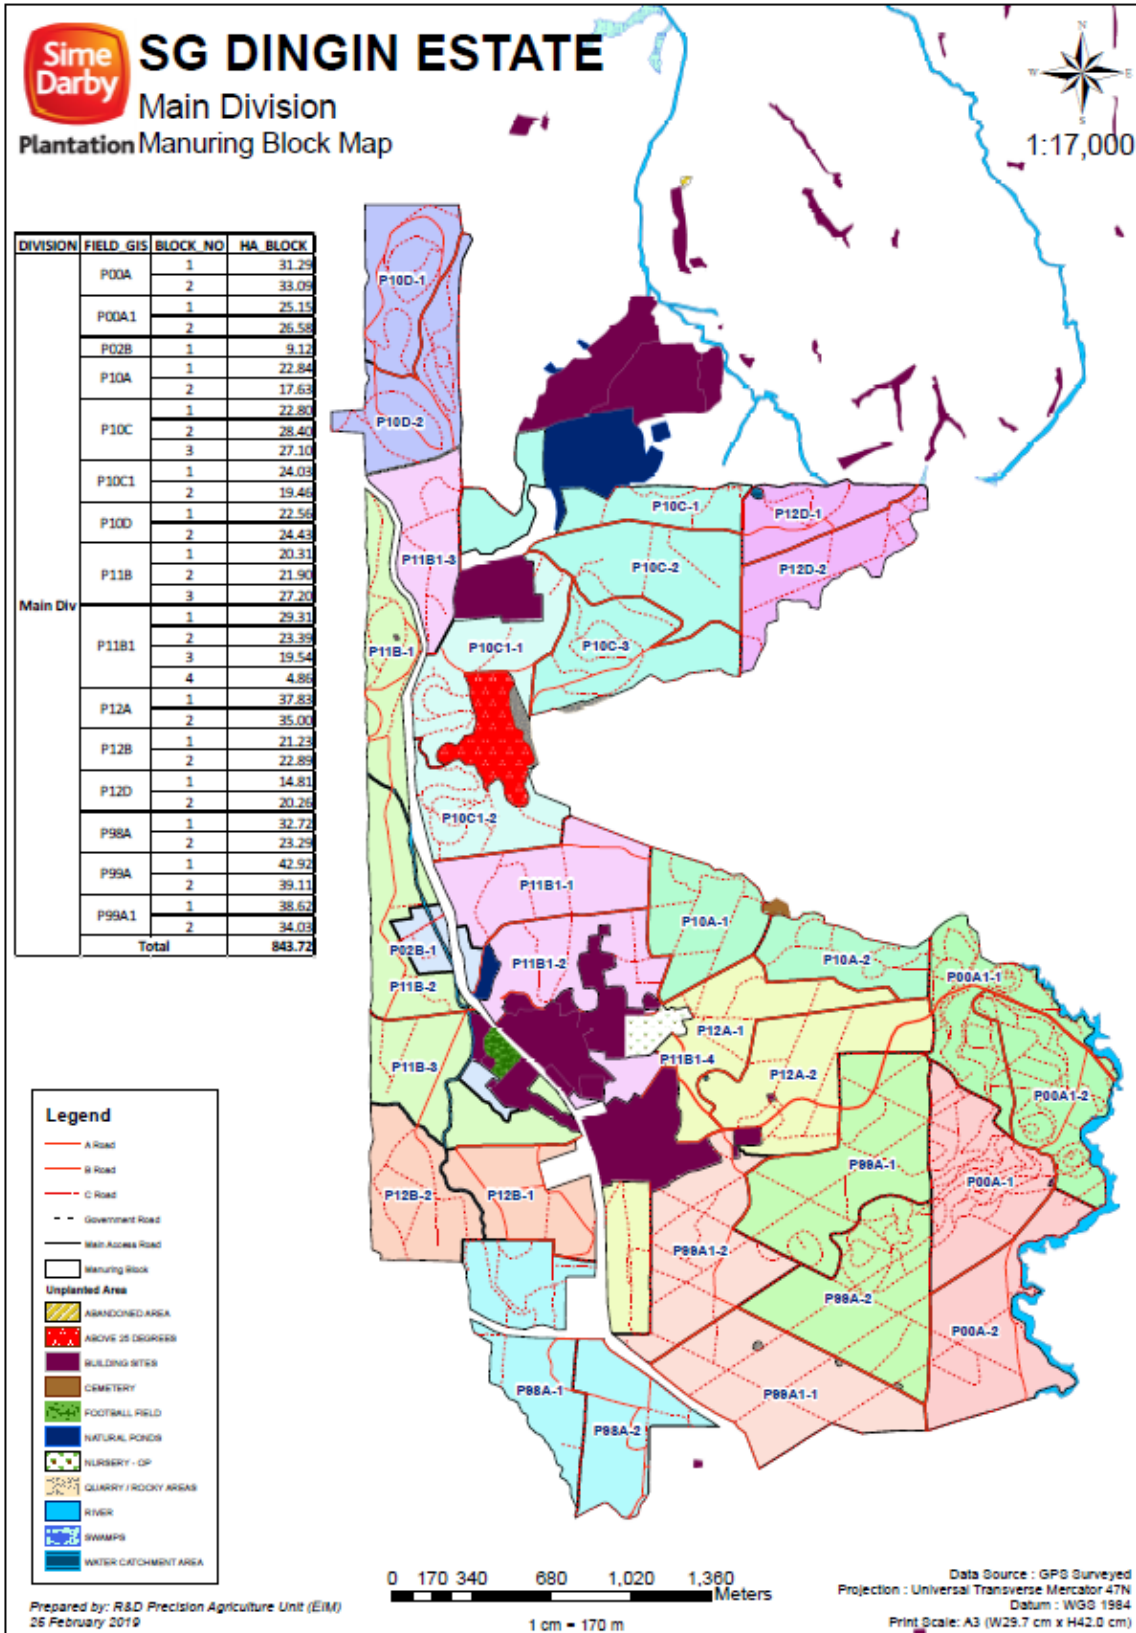 Sime
Darby
Plantation
SG DINGIN ESTATE
Main Division
Manuring Block Map
N
W E
S
1:17,000
DIVISION FIELD_GIS BLOCK_NO HA_BLOCK
Main Div
P00A 1 31.29
2 33.09
P00A1 1 25.15
2 26.58
P02B 1 9.12
P10A 1 22.84
2 17.63
P10C 1 22.80
2 28.40
3 27.10
P10C1 1 24.03
2 19.46
P10D 1 22.56
2 24.43
P11B 1 20.31
2 21.90
3 27.20
P11B1 1 29.31
2 23.39
3 19.54
4 4.86
P12A 1 37.83
2 35.00
P12B 1 21.23
2 22.89
P12D 1 14.81
2 20.26
P98A 1 32.72
2 23.29
P99A 1 42.92
2 39.11
P99A1 1 38.62
2 34.03
Total 843.72
P10D-1
P10D-2
P10C-1
P12D-1
P11B1-3
P10C-2
P12D-2
P11B-1
P10C1-1
P10C-3
P10C1-2
P11B1-1
P10A-1
P02B-1
P11B1-2
P10A-2
P00A1-1
P11B-2
P12A-1
P11B-3
P11B1-4
P12A-2
P00A1-2
P99A-1
P00A-1
P12B-2
P12B-1
P99A1-2
P99A-2
P00A-2
P98A-1
P99A1-1
P98A-2
Legend
A Road
B Road
C Road
Government Road
Main Access Road
Manuring Block
Unplanted Area
ABANDONED AREA
ABOVE 25 DEGREES
BUILDING SITES
CEMETERY
FOOTBALL FIELD
NATURAL PONDS
NURSERY - OP
QUARRY / ROCKY AREAS
RIVER
SWAMPS
WATER CATCHMENT AREA
Prepared by: R&D Precision Agriculture Unit (EIM)
26 February 2019
0 170 340 680 1,020 1,360
Meters
1 cm = 170 m
Data Source : GPS Surveyed
Projection : Universal Transverse Mercator 47N
Datum : WGS 1984
Print Scale: A3 (W29.7 cm x H42.0 cm)